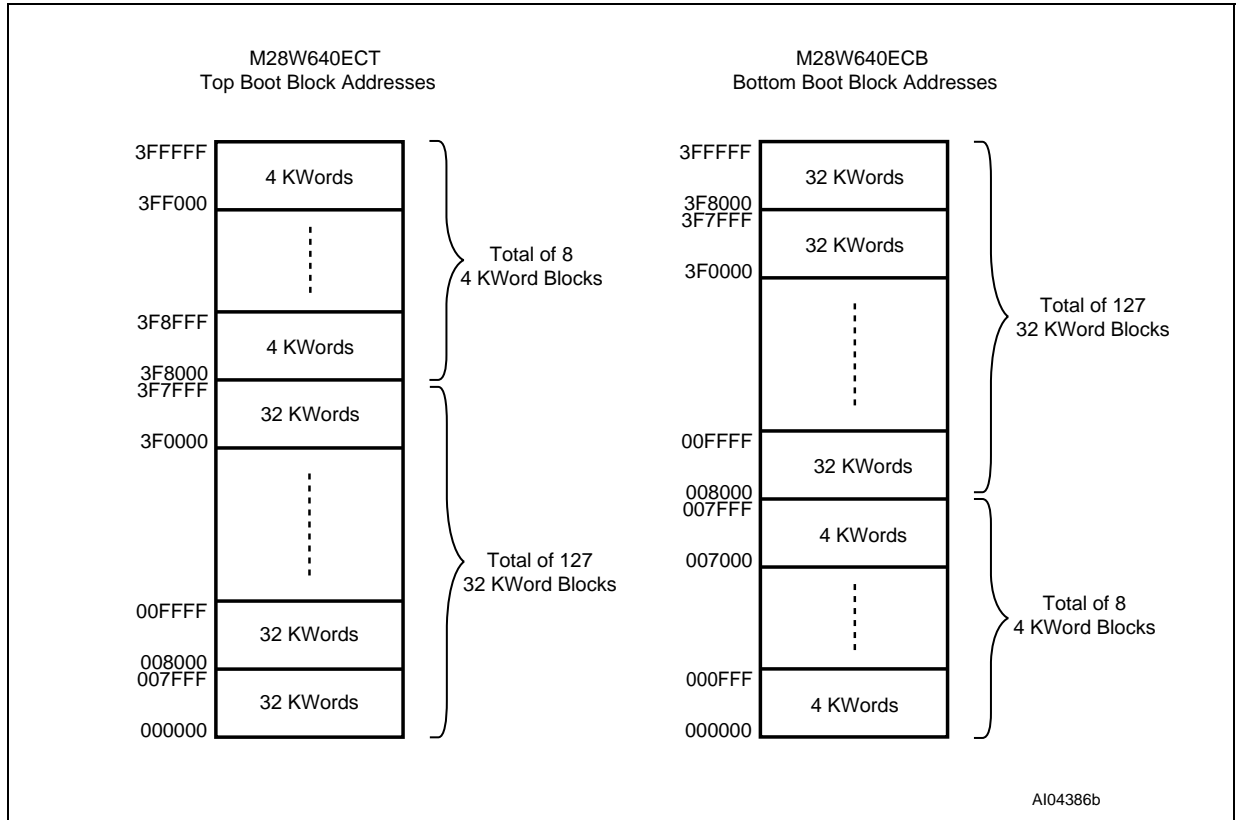 M28W640ECT
Top Boot Block Addresses
3FFFFF
4 KWords
3FF000
Total of 8
4 KWord Blocks
3F8FFF
4 KWords
3F8000
3F7FFF
32 KWords
3F0000
Total of 127
32 KWord Blocks
00FFFF
32 KWords
008000
007FFF
32 KWords
000000
M28W640ECB
Bottom Boot Block Addresses
3FFFFF
32 KWords
3F8000
3F7FFF
32 KWords
3F0000
Total of 127
32 KWord Blocks
00FFFF
32 KWords
008000
007FFF
4 KWords
007000
Total of 8
4 KWord Blocks
000FFF
4 KWords
000000
AI04386b